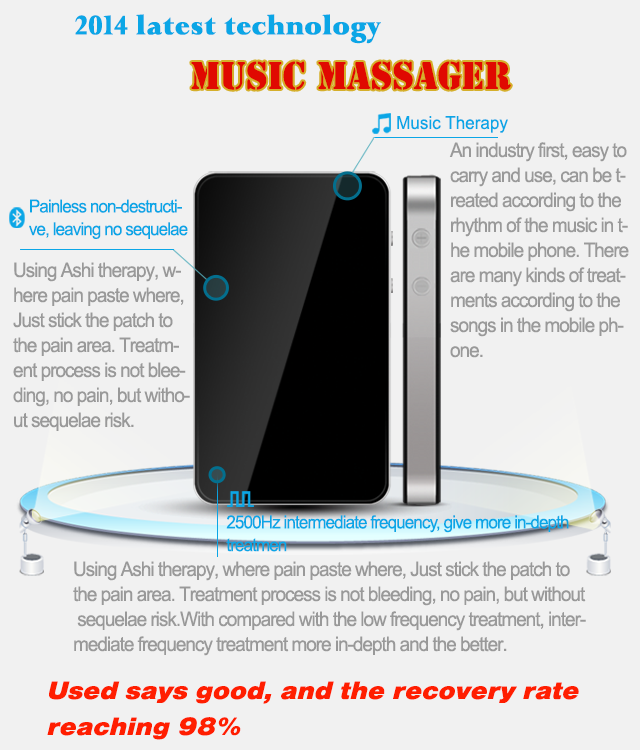 2014 latest technology
MUSIC MASSAGER
Music Therapy
An industry first, easy to
carry and use, can be t-
reated according to the
rhythm of the music in t-
he mobile phone. There
are many kinds of treat-
ments according to the
songs in the mobile ph-
one.
Painless non-destructi-
ve, leaving no sequelae
Using Ashi therapy, w-
here pain paste where,
Just stick the patch to
the pain area. Treatm-
ent process is not blee-
ding, no pain, but witho-
ut sequelae risk.
2500Hz intermediate frequency, give more in-depth
treatmen
Using Ashi therapy, where pain paste where, Just stick the patch to
the pain area. Treatment process is not bleeding, no pain, but without
sequelae risk.With compared with the low frequency treatment, inter-
mediate frequency treatment more in-depth and the better.
Used says good, and the recovery rate
reaching 98%